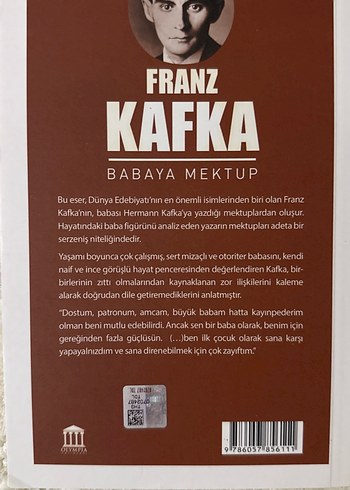 FRANZ
KAFKA
BABAYA MEKTUP
Bu eser, Dünya Edebiyatı'nın en önemli isimlerinden biri olan Franz
Kafka'nın, babası Hermann Kafka'ya yazdığı mektuplardan oluşur.
Hayatındaki baba figürünü analiz eden yazarın mektupları adeta bir
serzeniş niteliğindedir.
Yaşamı boyunca çok çalışmış, sert mizaçlı ve otoriter babasını, kendi
naif ve ince görüşlü hayat penceresinden değerlendiren Kafka, bir-
birlerinin zıttı olmalarından kaynaklanan zor ilişkilerini kaleme
alarak doğrudan dile getiremediklerini anlatmıştır.
"Dostum, patronum, amcam, büyük babam hatta kayınpederim
olman beni mutlu edebilirdi. Ancak sen bir baba olarak, benim için
gereğinden fazla güçlüsün. (…)ben ilk çocuk olarak sana karşı
yapayalnızdım ve sana direnebilmek için çok zayıftım."
OLYMPIA
9 786057 856111